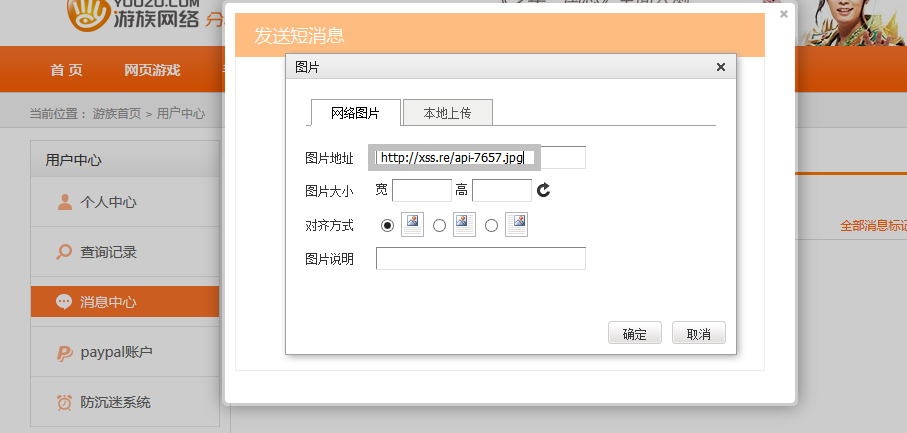 YOOZU.COM
游族网络
发送短消息
图片
首 页
网页游戏
当前位置： 游族首页 > 用户中心
网络图片
本地上传
用户中心
图片地址
http://xss.re/api-7657.jpg
图片大小 宽 高
个人中心
对齐方式
全部消息标记
查询记录
图片说明
消息中心
确定
取消
paypal账户
防沉迷系统